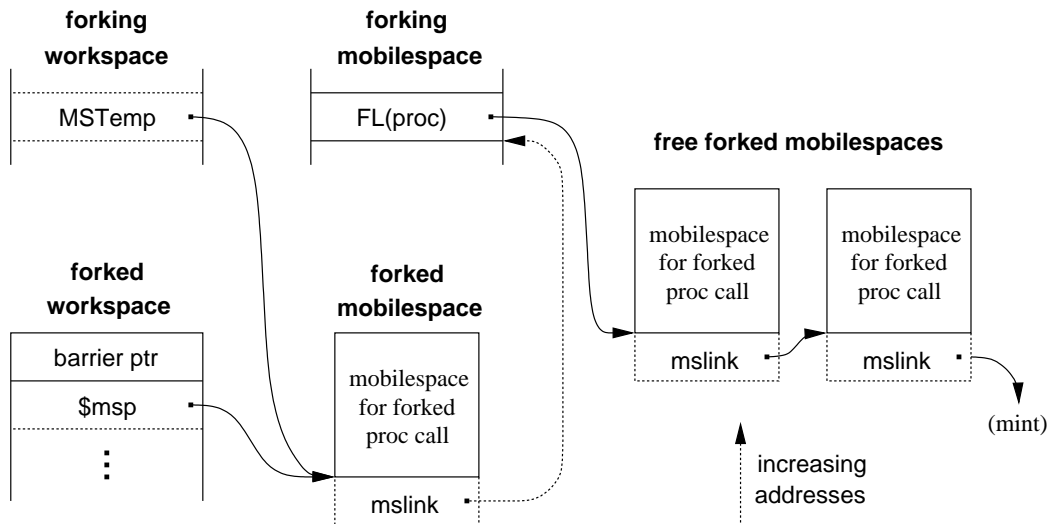 forking
workspace
MSTemp
forking
mobilespace
FL(proc)
free forked mobilespaces
mobilespace
for forked
proc call
mslink
mobilespace
for forked
proc call
mslink
(mint)
forked
workspace
barrier ptr
$msp
forked
mobilespace
mobilespace
for forked
proc call
mslink
increasing
addresses